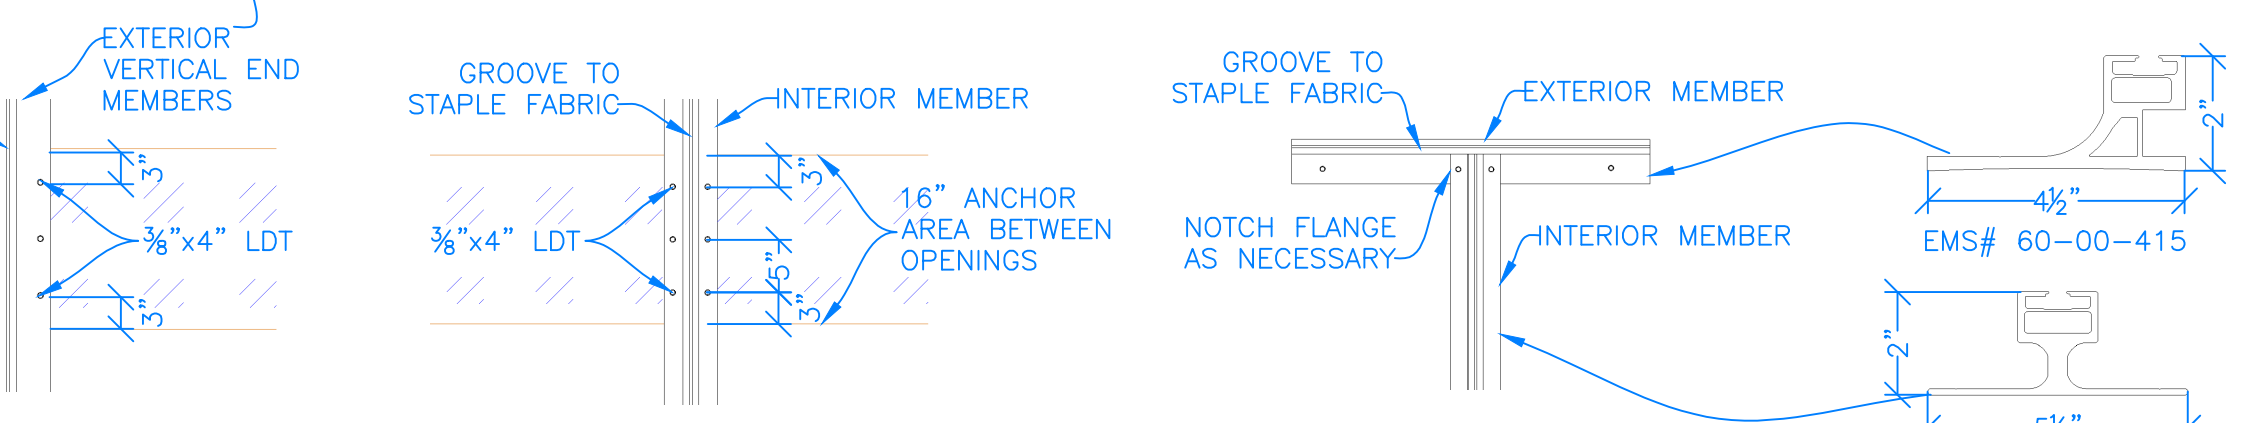 EXTERIOR
VERTICAL END
MEMBERS
3"
⅜"x4" LDT
3"
GROOVE TO
STAPLE FABRIC
INTERIOR MEMBER
3"
16" ANCHOR
AREA BETWEEN
OPENINGS
⅜"x4" LDT
5"
3"
GROOVE TO
STAPLE FABRIC
EXTERIOR MEMBER
NOTCH FLANGE
AS NECESSARY
INTERIOR MEMBER
2"
4½"
EMS# 60-00-415
2"